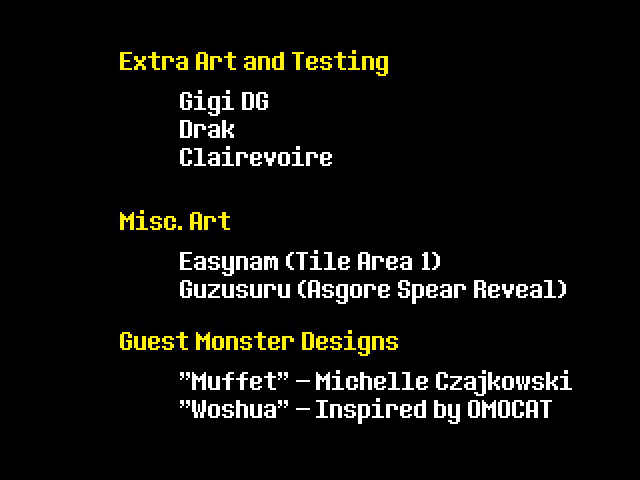 Extra Art and Testing
Gigi DG
Drak
Clairevoire
Misc. Art
Easynam (Tile Area 1)
Guzusuru (Asgore Spear Reveal)
Guest Monster Designs
”Muffet” – Michelle Czajkowski
”Woshua” – Inspired by OMOCAT